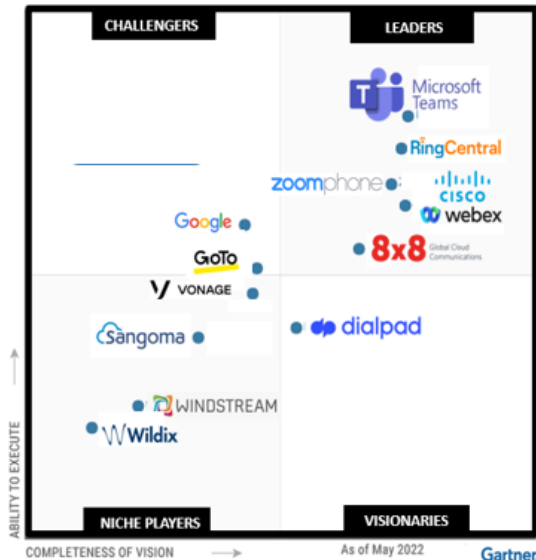 CHALLENGERS
LEADERS
T Microsoft Teams
RingCentral
zoomphone
CISCO
webex
Google
GoTo
8x8 Global Cloud Communications
VONAGE
Sangoma
dialpad
WINDSTREAM
Wildix
ABILITY TO EXECUTE
NICHE PLAYERS
VISIONARIES
COMPLETENESS OF VISION
As of May 2022
Gartner